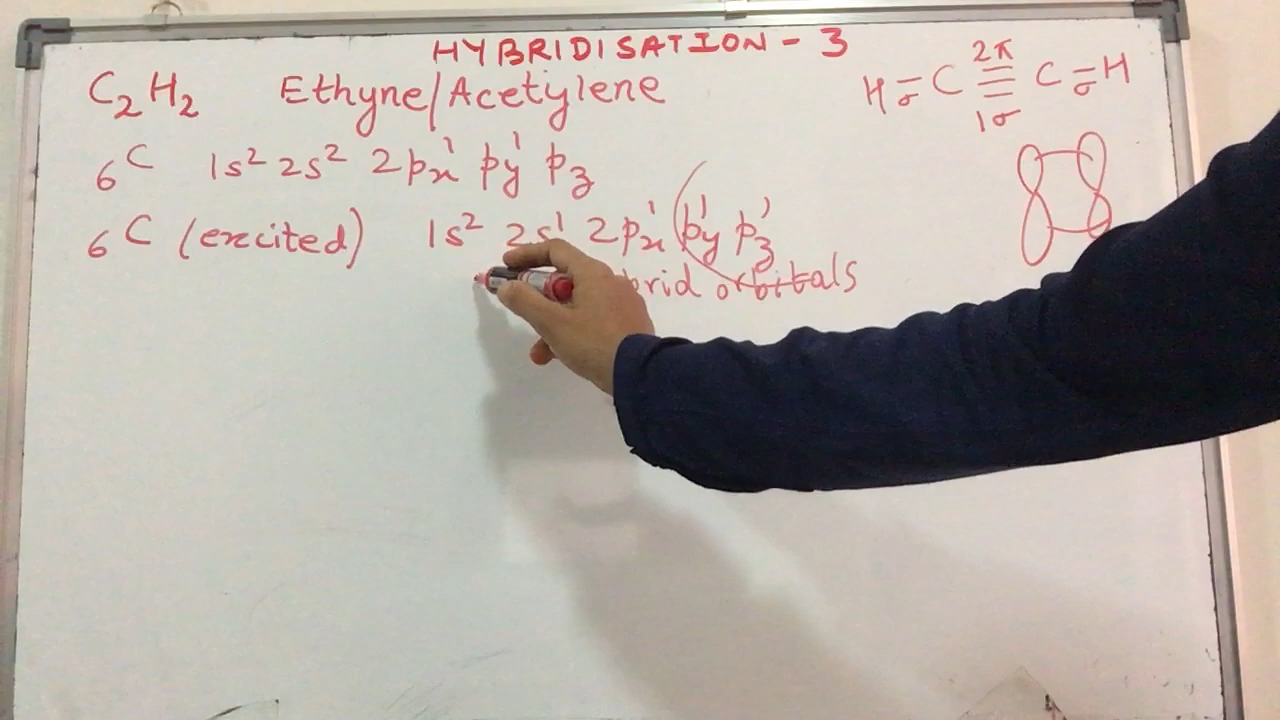 HYBRIDISATION - 3
C₂H₂ Ethyne/Acetylene
H =σ C ≡ C =σ H
2π
1σ
₆C 1s² 2s² 2px¹ py¹ pz
₆C (excited) 1s² 2s¹ 2px¹ py¹ pz¹
orbitals